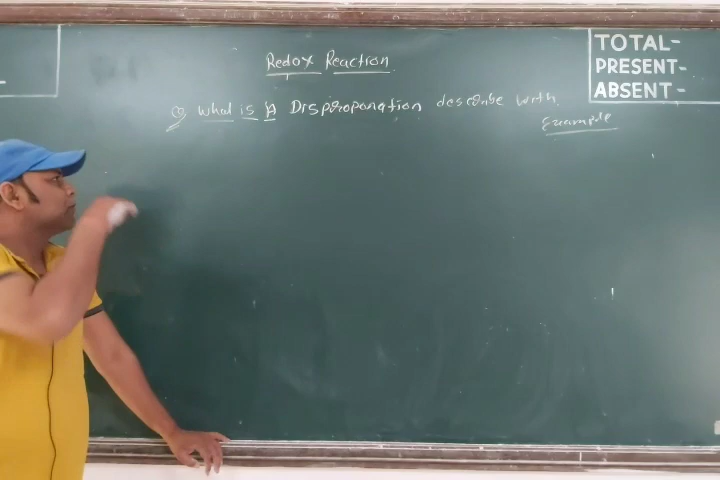 Redox Reaction
TOTAL-
PRESENT-
ABSENT-
Q What is A Disproponation describe with
Example